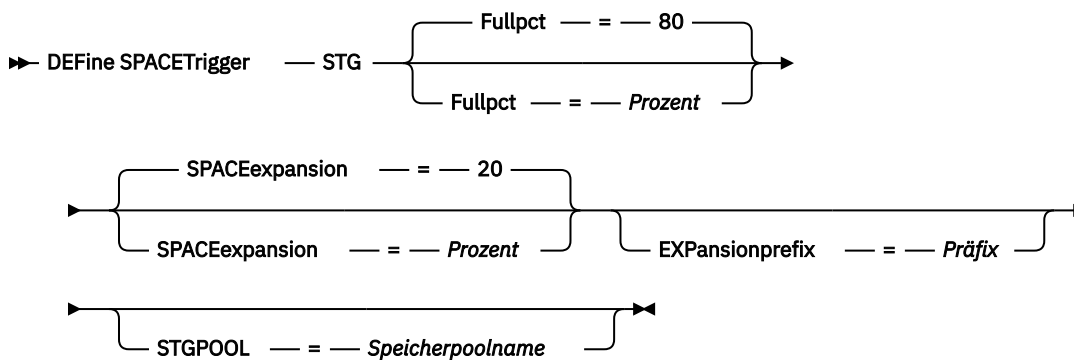 Fullpct = 80
DEFine SPACETrigger STG
Fullpct = Prozent
SPACEexpansion = 20
SPACEexpansion = Prozent EXPansionprefix = Präfix
STGPOOL = Speicherpoolname